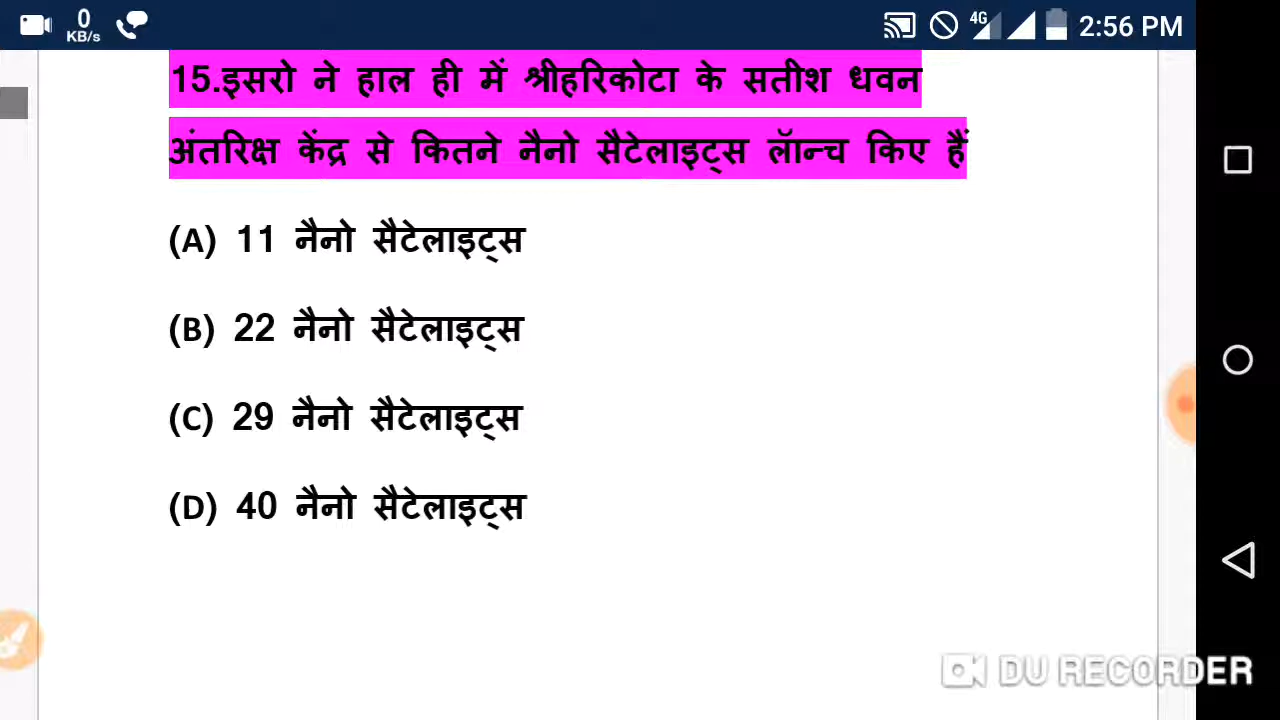 0
KB/s
4G
2:56 PM
15.इसरो ने हाल ही में श्रीहरिकोटा के सतीश धवन
अंतरिक्ष केंद्र से कितने नैनो सैटेलाइट्स लॅान्च किए हैं
(A) 11 नैनो सैटेलाइट्स
(B) 22 नैनो सैटेलाइट्स
(C) 29 नैनो सैटेलाइट्स
(D) 40 नैनो सैटेलाइट्स
DU RECORDER